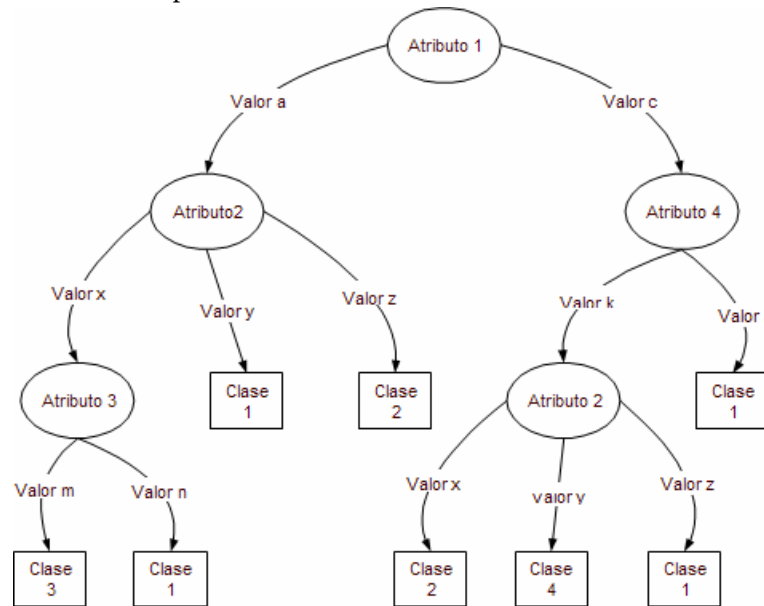 Atributo 1
Valor a
Valor c
Atributo2
Atributo 4
Valor x
Valor y
Valor z
Valor k
Valor
Atributo 3
Clase
1
Clase
2
Atributo 2
Clase
1
Valor m
Valor n
Valor x
valor y
Valor z
Clase
3
Clase
1
Clase
2
Clase
4
Clase
1